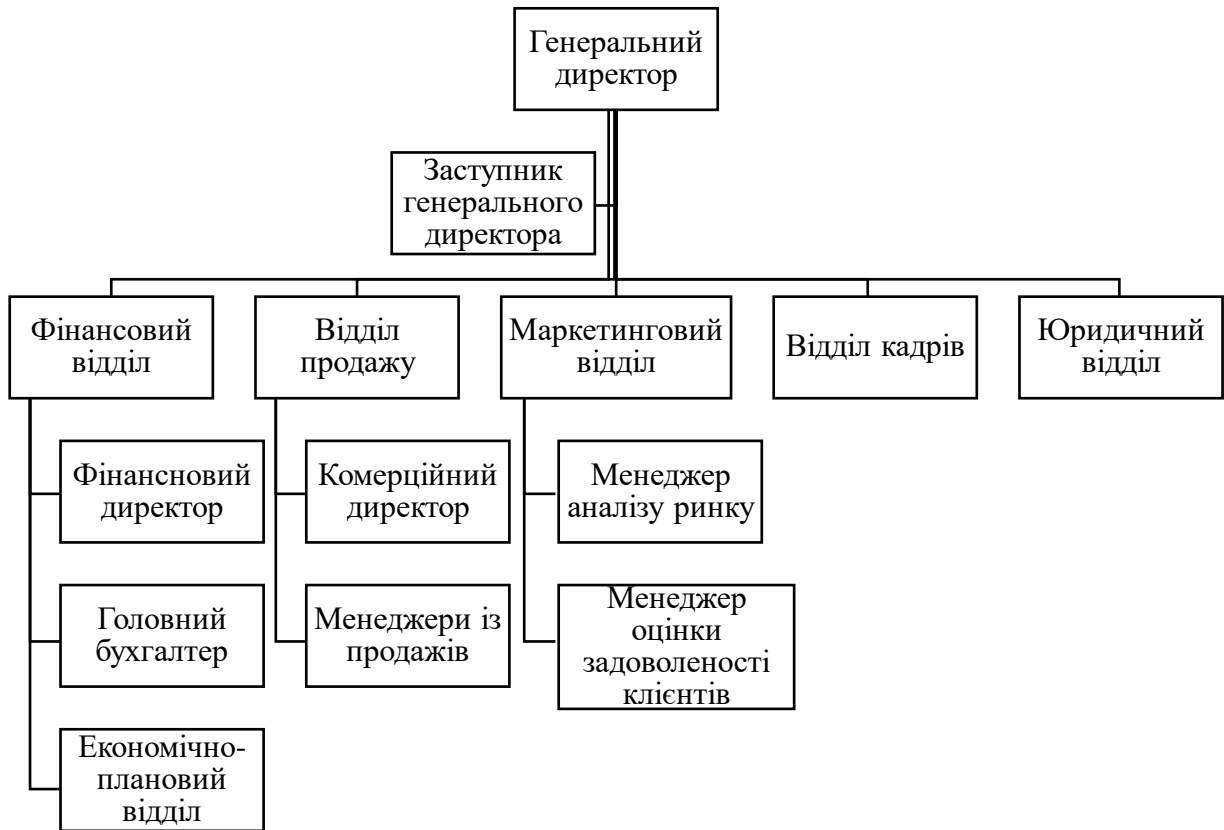 Генеральний
директор
Заступник
генерального
директора
Фінансовий
відділ
Відділ
продажу
Маркетинговий
відділ
Відділ кадрів
Юридичний
відділ
Фінансновий
директор
Комерційний
директор
Менеджер
аналізу ринку
Головний
бухгалтер
Менеджери із
продажів
Менеджер
оцінки
задоволеності
клієнтів
Економічно-
плановий
відділ